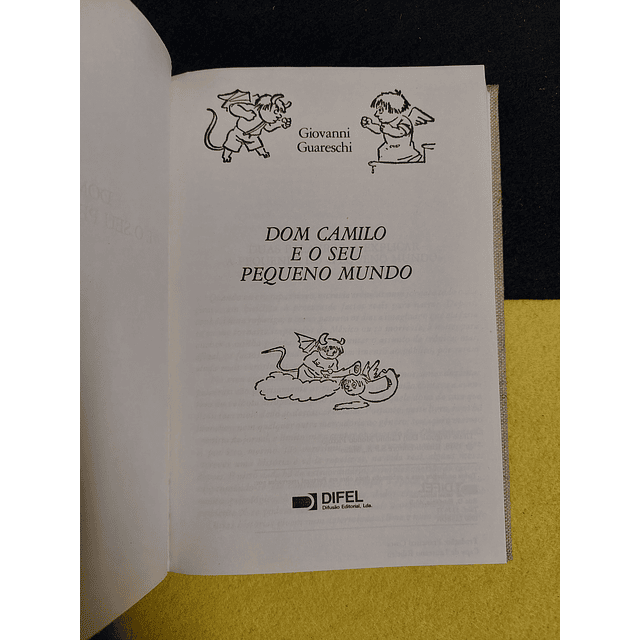 Giovanni
Guareschi
DOM CAMILO
E O SEU
PEQUENO MUNDO
DIFEL
Difusão Editorial, Lda.